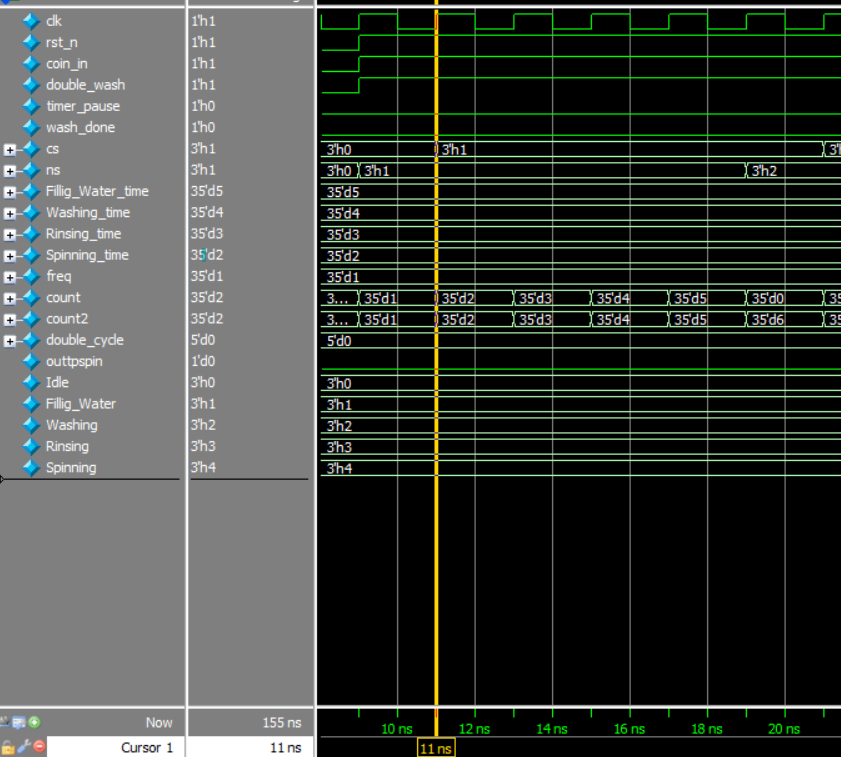 clk 1'h1
rst_n 1'h1
coin_in 1'h1
double_wash 1'h1
timer_pause 1'h0
wash_done 1'h0
cs 3'h1 3'h0 3'h1
ns 3'h1 3'h0 3'h1 3'h2
Fillig_Water_time 35'd5 35'd5
Washing_time 35'd4 35'd4
Rinsing_time 35'd3 35'd3
Spinning_time 35'd2 35'd2
freq 35'd1 35'd1
count 35'd2 3... 35'd1 35'd2 35'd3 35'd4 35'd5 35'd0
count2 35'd2 3... 35'd1 35'd2 35'd3 35'd4 35'd5 35'd6
double_cycle 5'd0 5'd0
outtpspin 1'd0
Idle 3'h0 3'h0
Fillig_Water 3'h1 3'h1
Washing 3'h2 3'h2
Rinsing 3'h3 3'h3
Spinning 3'h4 3'h4
Now 155 ns 10 ns 12 ns 14 ns 16 ns 18 ns 20 ns
Cursor 1 11 ns 11 ns